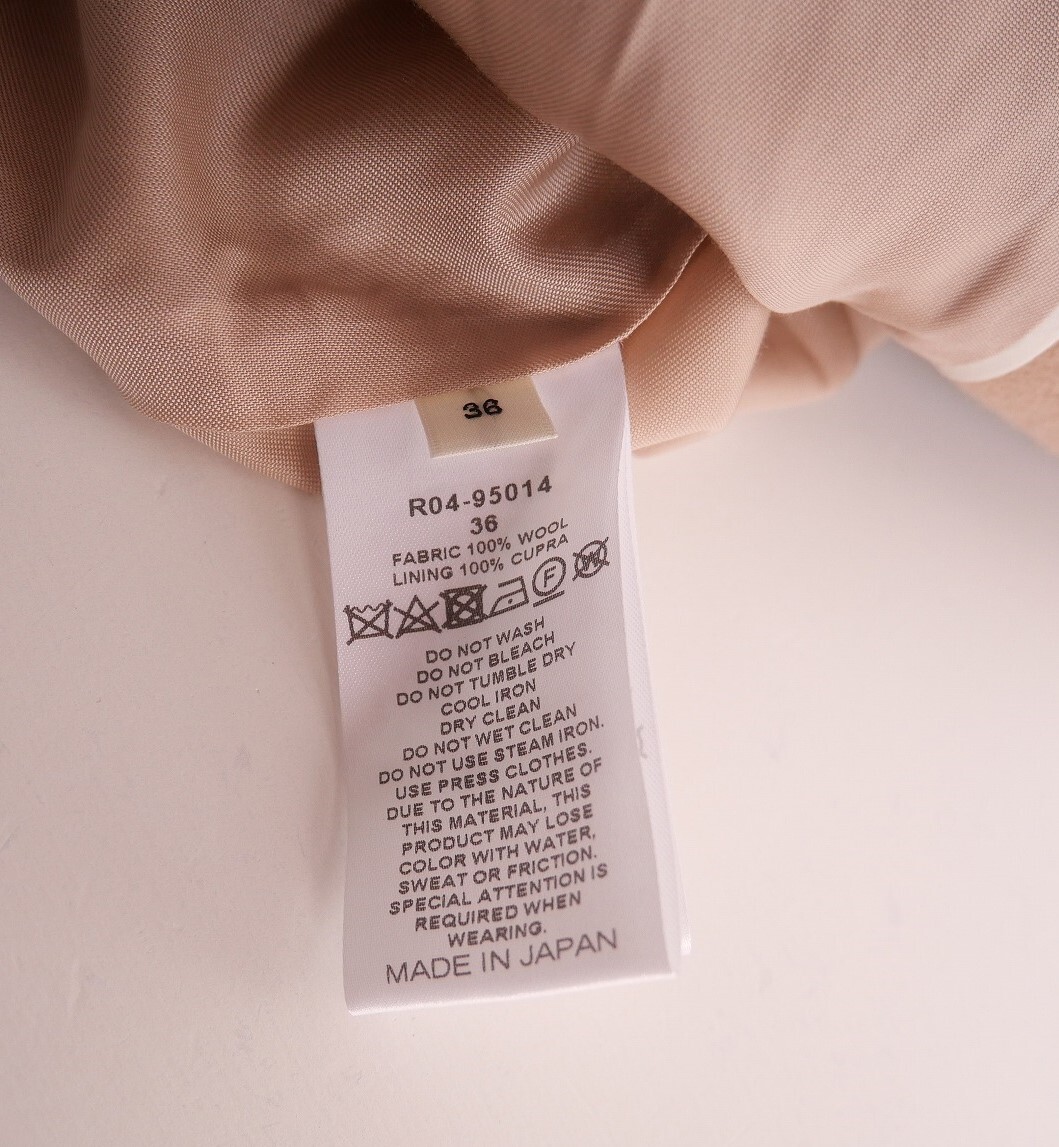 36
R04-95014
36
FABRIC 100% WOOL
LINING 100% CUPRA
F W
DO NOT WASH
DO NOT BLEACH
DO NOT TUMBLE DRY
COOL IRON
DRY CLEAN
DO NOT WET CLEAN
DO NOT USE STEAM IRON.
USE PRESS CLOTHES.
DUE TO THE NATURE OF
THIS MATERIAL, THIS
PRODUCT MAY LOSE
COLOR WITH WATER,
SWEAT OR FRICTION.
SPECIAL ATTENTION IS
REQUIRED WHEN
WEARING.
MADE IN JAPAN